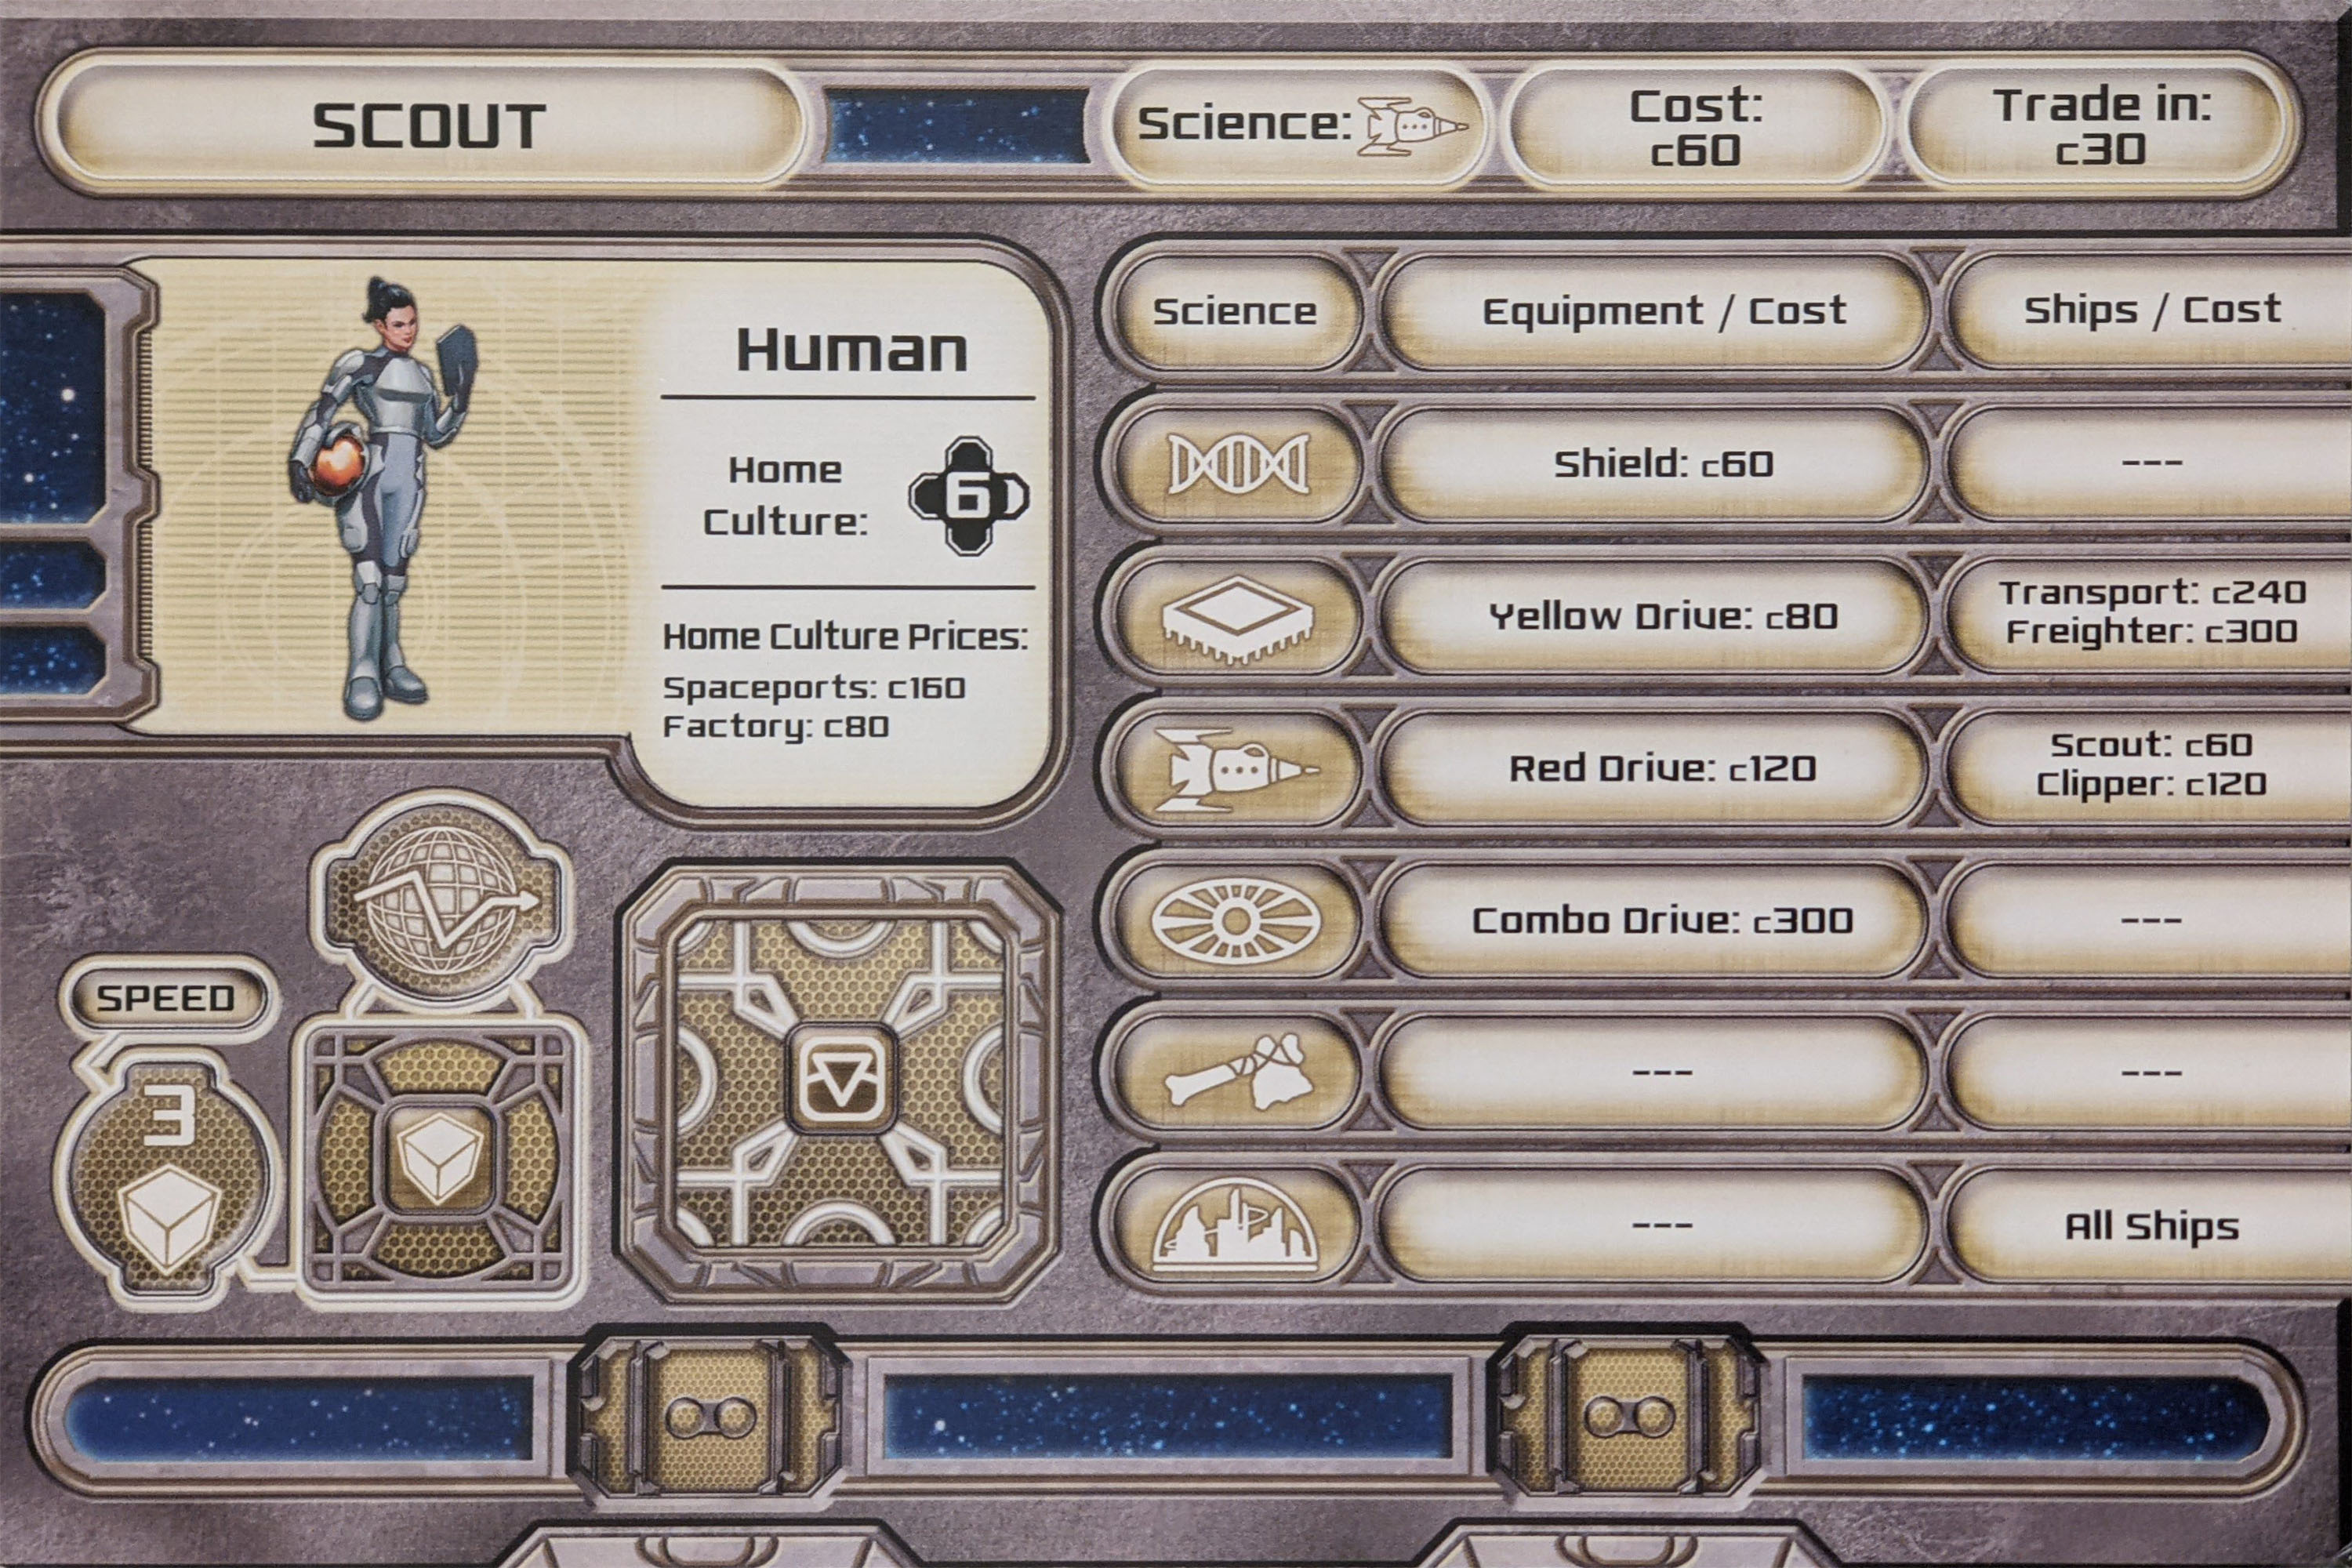 SCOUT
Science:
Cost:
c60
Trade in:
c30
Human
Home
Culture:
6
Home Culture Prices:
Spaceports: c160
Factory: c80
SPEED
3
Science
Equipment / Cost
Ships / Cost
Shield: c60
---
Yellow Drive: c80
Transport: c240
Freighter: c300
Red Drive: c120
Scout: c60
Clipper: c120
Combo Drive: c300
---
---
---
---
All Ships